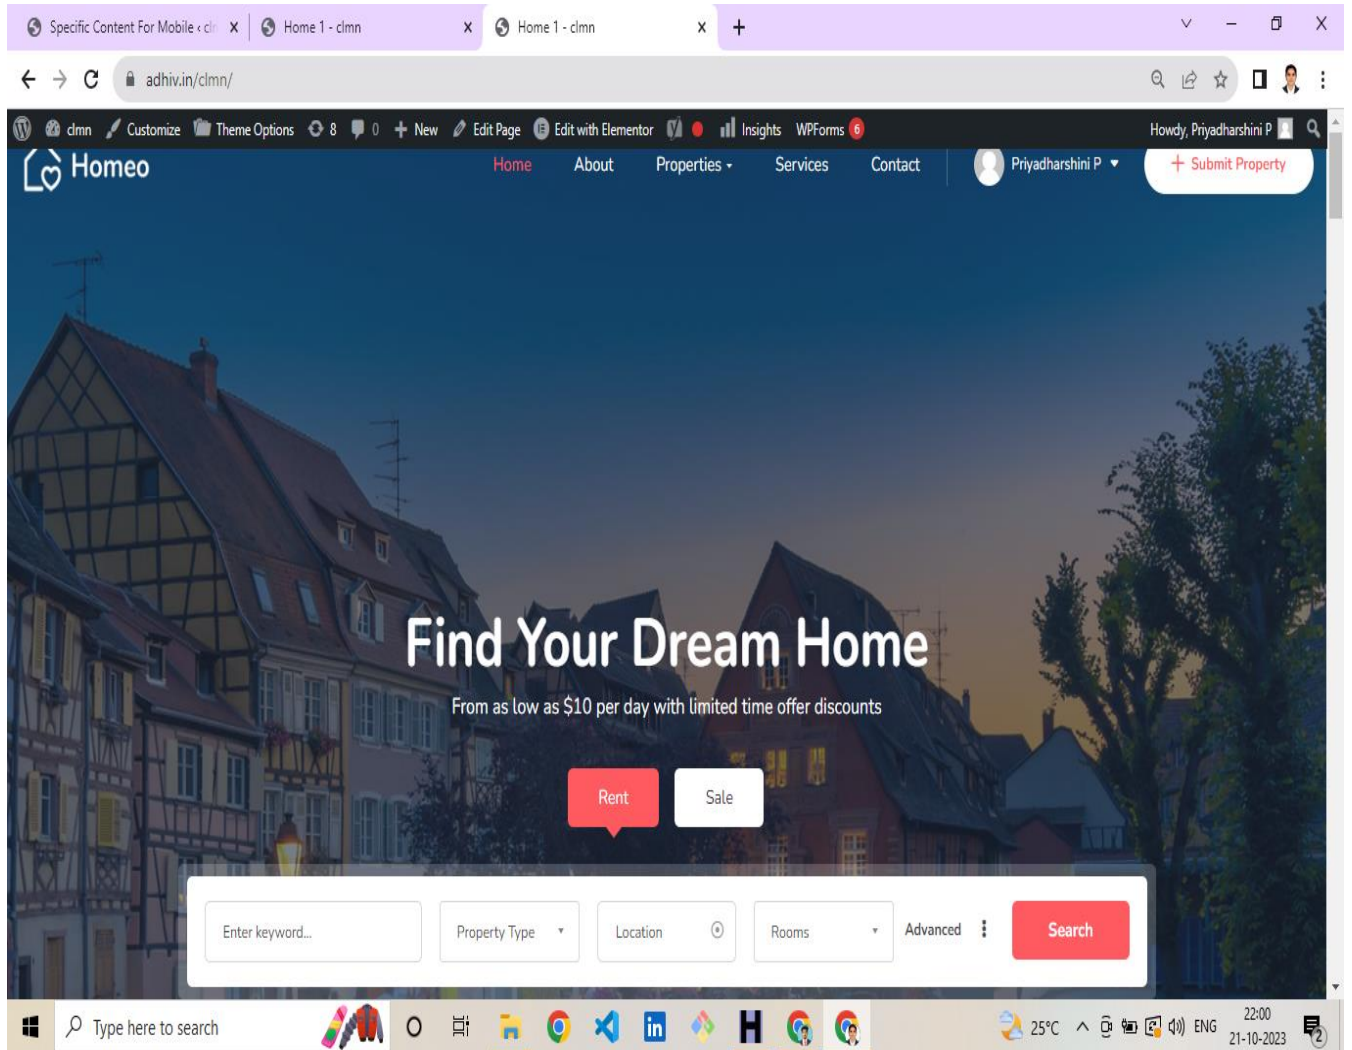 Specific Content For Mobile ‹ cl
Home 1 - clmn
Home 1 - clmn
adhiv.in/clmn/
clmn Customize Theme Options 8 0 + New Edit Page Edit with Elementor Insights WPForms 6 Howdy, Priyadharshini P
Homeo Home About Properties Services Contact Priyadharshini P + Submit Property
Find Your Dream Home
From as low as $10 per day with limited time offer discounts
Rent Sale
Enter keyword... Property Type Location Rooms Advanced Search
Type here to search 25°C ENG 22:00
21-10-2023 2